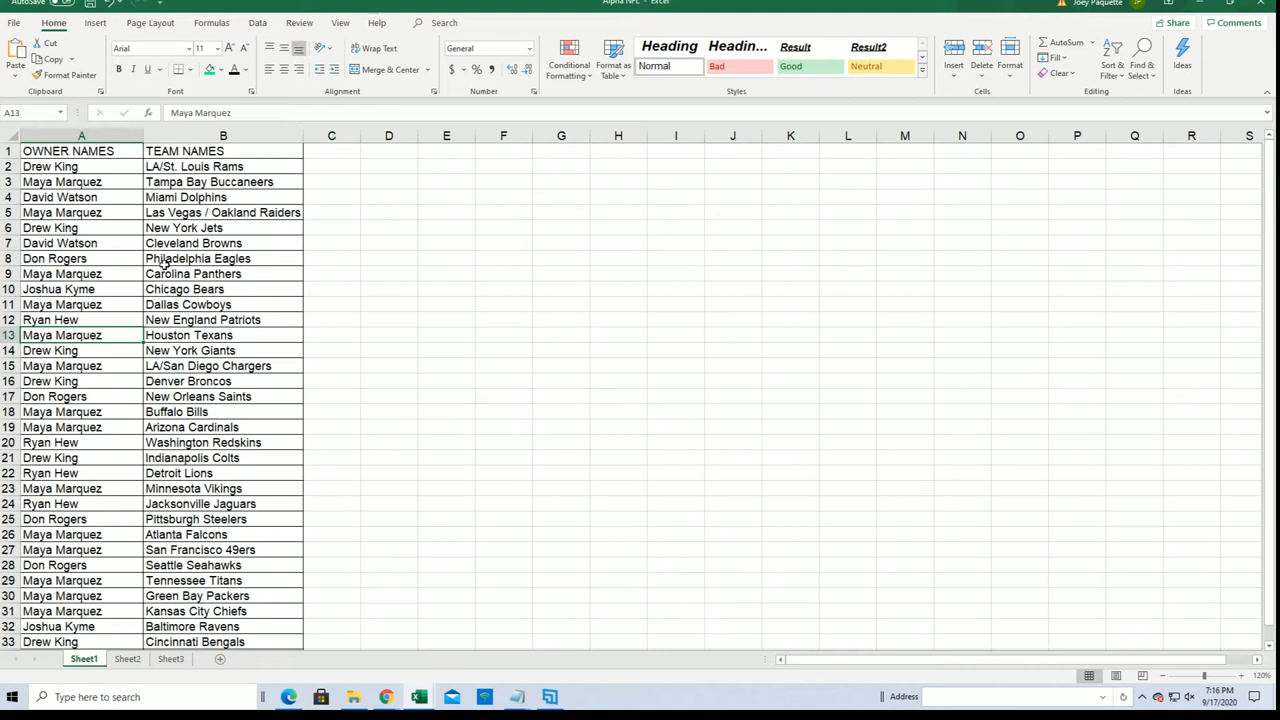 AutoSave Off Alpha NFL - Excel Joey Paquette
File Home Insert Page Layout Formulas Data Review View Help Search Share Comments
Paste Cut Copy Format Painter Clipboard
Arial 11 B I U A Font
Wrap Text Merge & Center Alignment
General $ % Number
Conditional Formatting Format as Table
Heading Headin... Result Result2
Normal Bad Good Neutral
Styles
Insert Delete Format Cells
AutoSum Fill Clear Sort & Filter Find & Select Editing
Ideas Ideas
A13 fx Maya Marquez
A B C D E F G H I J K L M N O P Q R S
1 OWNER NAMES TEAM NAMES
2 Drew King LA/St. Louis Rams
3 Maya Marquez Tampa Bay Buccaneers
4 David Watson Miami Dolphins
5 Maya Marquez Las Vegas / Oakland Raiders
6 Drew King New York Jets
7 David Watson Cleveland Browns
8 Don Rogers Philadelphia Eagles
9 Maya Marquez Carolina Panthers
10 Joshua Kyme Chicago Bears
11 Maya Marquez Dallas Cowboys
12 Ryan Hew New England Patriots
13 Maya Marquez Houston Texans
14 Drew King New York Giants
15 Maya Marquez LA/San Diego Chargers
16 Drew King Denver Broncos
17 Don Rogers New Orleans Saints
18 Maya Marquez Buffalo Bills
19 Maya Marquez Arizona Cardinals
20 Ryan Hew Washington Redskins
21 Drew King Indianapolis Colts
22 Ryan Hew Detroit Lions
23 Maya Marquez Minnesota Vikings
24 Ryan Hew Jacksonville Jaguars
25 Don Rogers Pittsburgh Steelers
26 Maya Marquez Atlanta Falcons
27 Maya Marquez San Francisco 49ers
28 Don Rogers Seattle Seahawks
29 Maya Marquez Tennessee Titans
30 Maya Marquez Green Bay Packers
31 Maya Marquez Kansas City Chiefs
32 Joshua Kyme Baltimore Ravens
33 Drew King Cincinnati Bengals
Sheet1 Sheet2 Sheet3
120%
Type here to search Address 7:16 PM
9/17/2020